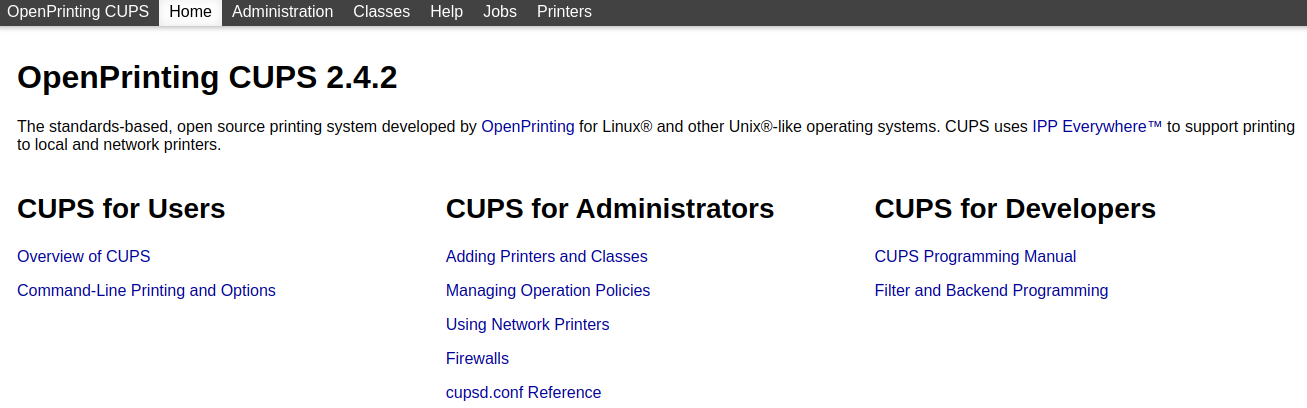 OpenPrinting CUPS Home Administration Classes Help Jobs Printers
OpenPrinting CUPS 2.4.2
The standards-based, open source printing system developed by OpenPrinting for Linux® and other Unix®-like operating systems. CUPS uses IPP Everywhere™ to support printing
to local and network printers.
CUPS for Users
Overview of CUPS
Command-Line Printing and Options
CUPS for Administrators
Adding Printers and Classes
Managing Operation Policies
Using Network Printers
Firewalls
cupsd.conf Reference
CUPS for Developers
CUPS Programming Manual
Filter and Backend Programming